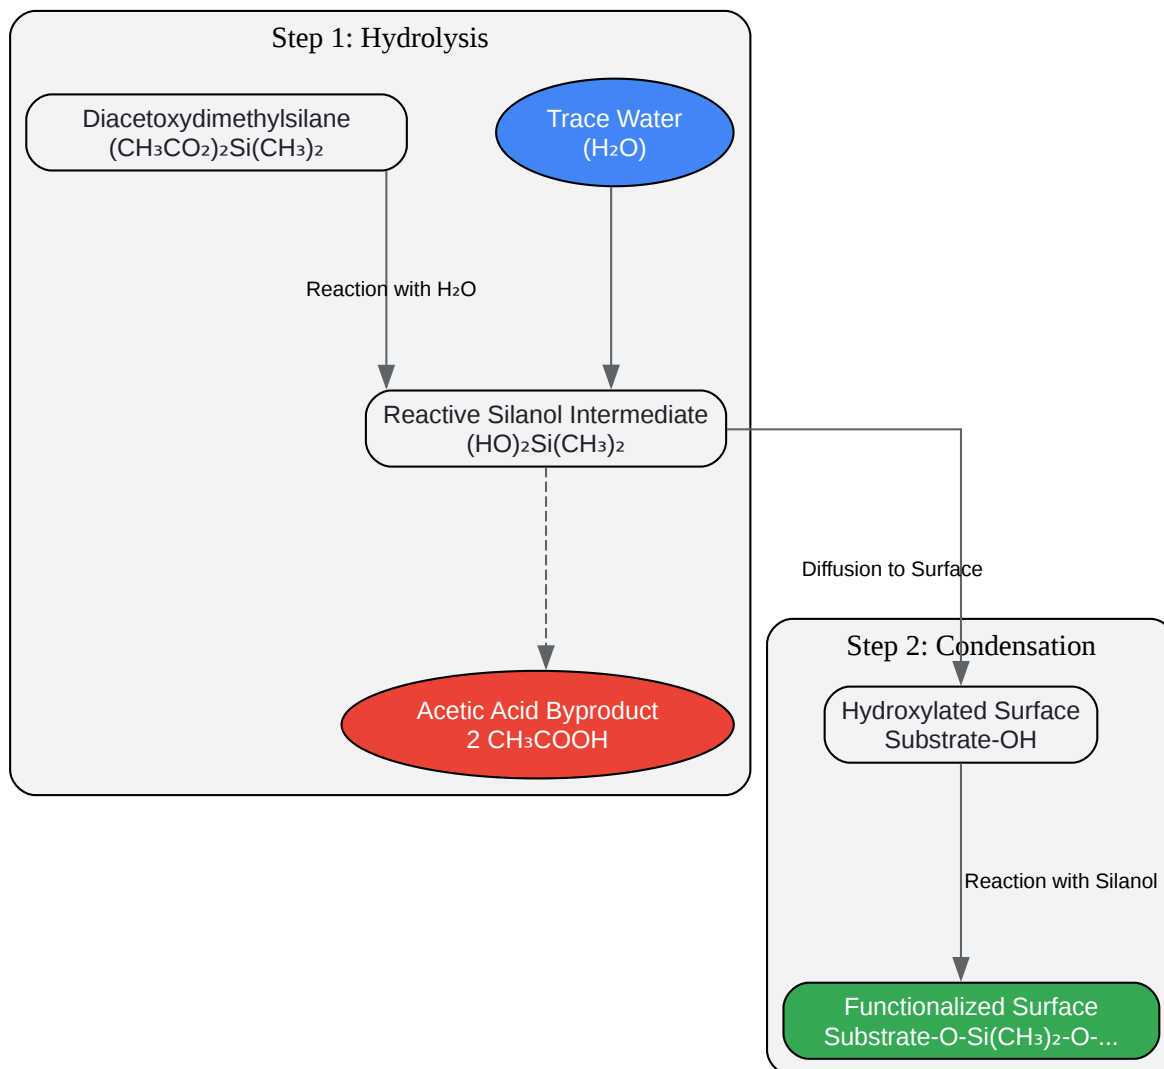 Step 1: Hydrolysis
Diacetoxydimethylsilane
(CH₃CO₂)₂Si(CH₃)₂
Trace Water
(H₂O)
Reaction with H₂O
Reactive Silanol Intermediate
(HO)₂Si(CH₃)₂
Diffusion to Surface
Acetic Acid Byproduct
2 CH₃COOH
Step 2: Condensation
Hydroxylated Surface
Substrate-OH
Reaction with Silanol
Functionalized Surface
Substrate-O-Si(CH₃)₂-O-...